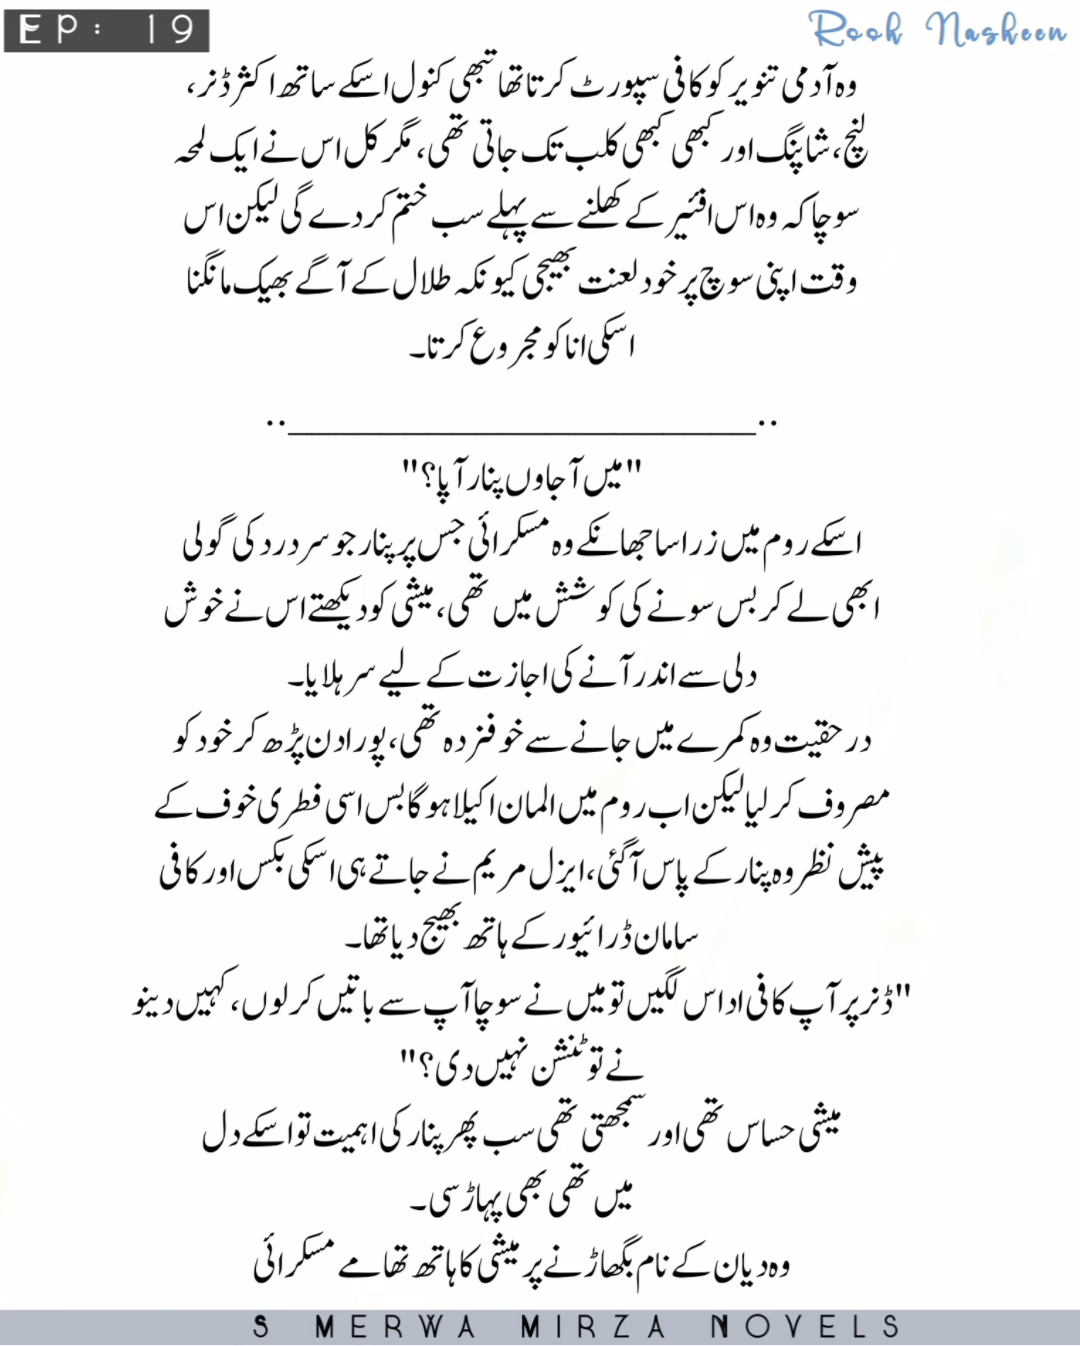 EP: 19
Rooh Nasheen
وہ آدمی تنویر کو کافی سپورٹ کرتا تھا تبھی کنول اسکے ساتھ اکثر ڈنر،
لنچ، شاپنگ اور کبھی کبھی کلب تک جاتی تھی، مگر کل اس نے ایک لمحہ
سوچا کہ وہ اس افئیر کے کھلنے سے پہلے سب ختم کر دے گی لیکن اس
وقت اپنی سوچ پر خود لعنت بھیجی کیونکہ طلال کے آگے بھیک مانگنا
اسکی انا کو مجروع کرتا۔
..__________________________..
"میں آجاوں پنار آپا؟"
اسکے روم میں زرا سا جھانکے وہ مسکرائی جس پر پنار جو سر درد کی گولی
ابھی لے کر بس سونے کی کوشش میں تھی، میشی کو دیکھتے اس نے خوش
دلی سے اندر آنے کی اجازت کے لیے سر ہلایا۔
در حقیت وہ کمرے میں جانے سے خوفزدہ تھی، پورا دن پڑھ کر خود کو
مصروف کر لیا لیکن اب روم میں المان اکیلا ہو گا بس اسی فطری خوف کے
پیش نظر وہ پنار کے پاس آگئی، ایزل مریم نے جاتے ہی اسکی بکس اور کافی
سامان ڈرائیور کے ہاتھ بھیج دیا تھا۔
"ڈنر پر آپ کافی اداس لگیں تو میں نے سوچا آپ سے باتیں کر لوں، کہیں دینو
نے تو ٹنشن نہیں دی؟"
میشی حساس تھی اور سمجھتی تھی سب پھر پنار کی اہمیت تو اسکے دل
میں تھی بھی پہاڑ سی۔
وہ دیان کے نام بگھاڑنے پر میشی کا ہاتھ تھامے مسکرائی
S MERWA MIRZA NOVELS